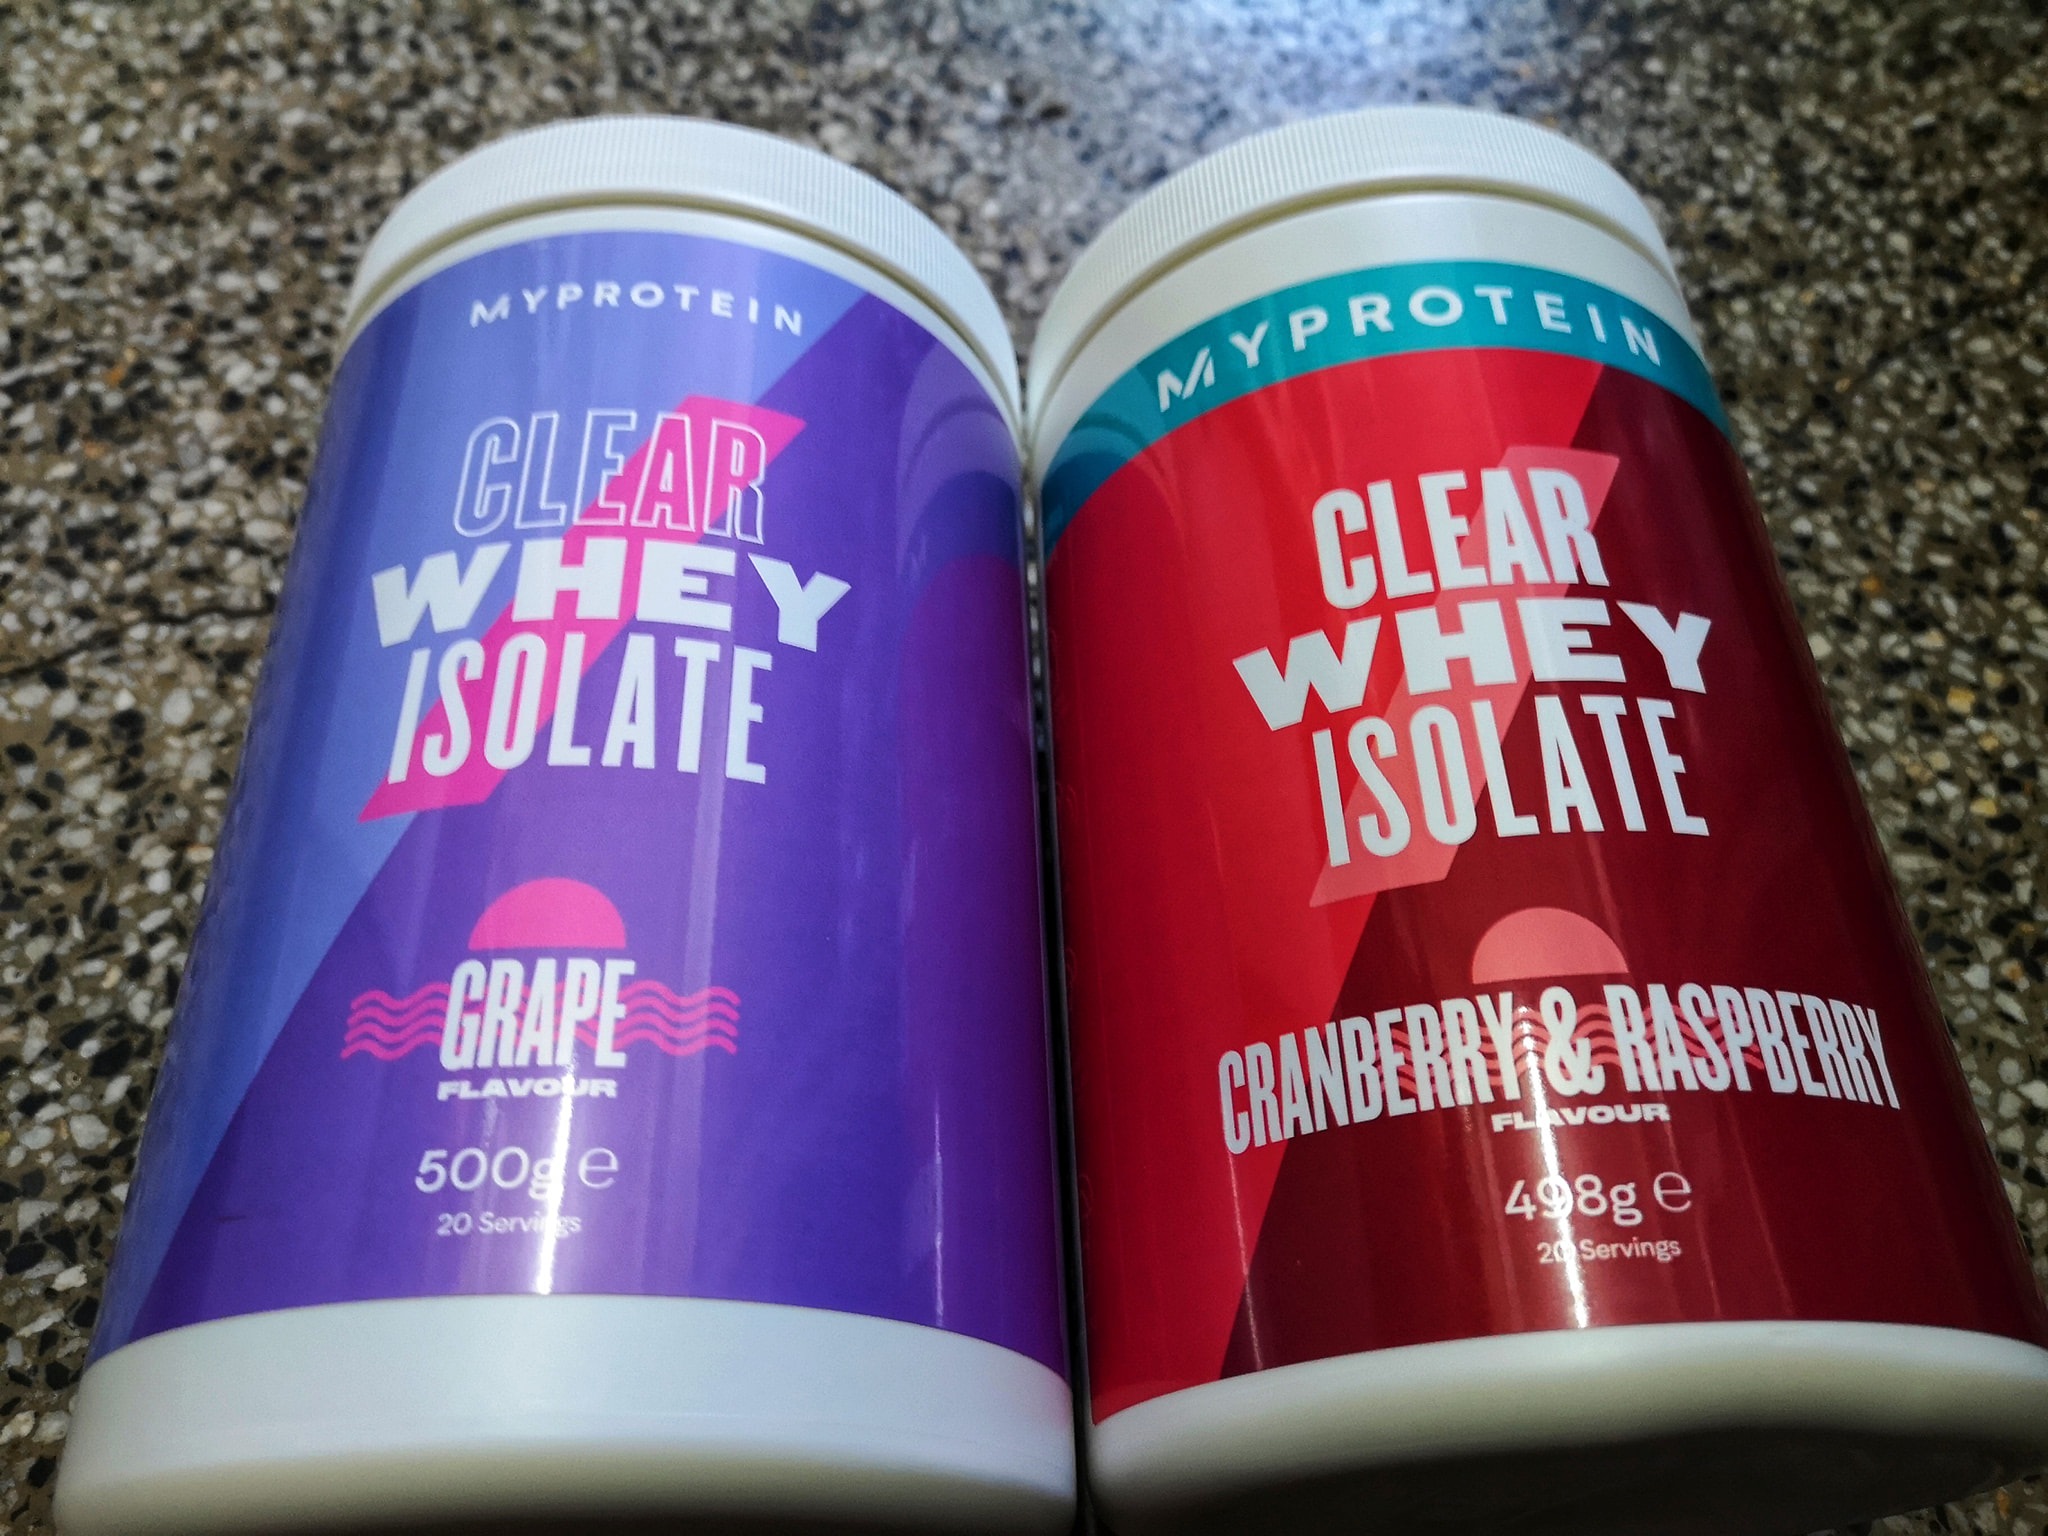 MYPROTEIN
CLEAR
WHEY
ISOLATE
GRAPE
FLAVOUR
500g e
20 Servings
MYPROTEIN
CLEAR
WHEY
ISOLATE
CRANBERRY & RASPBERRY
FLAVOUR
498g e
20 Servings